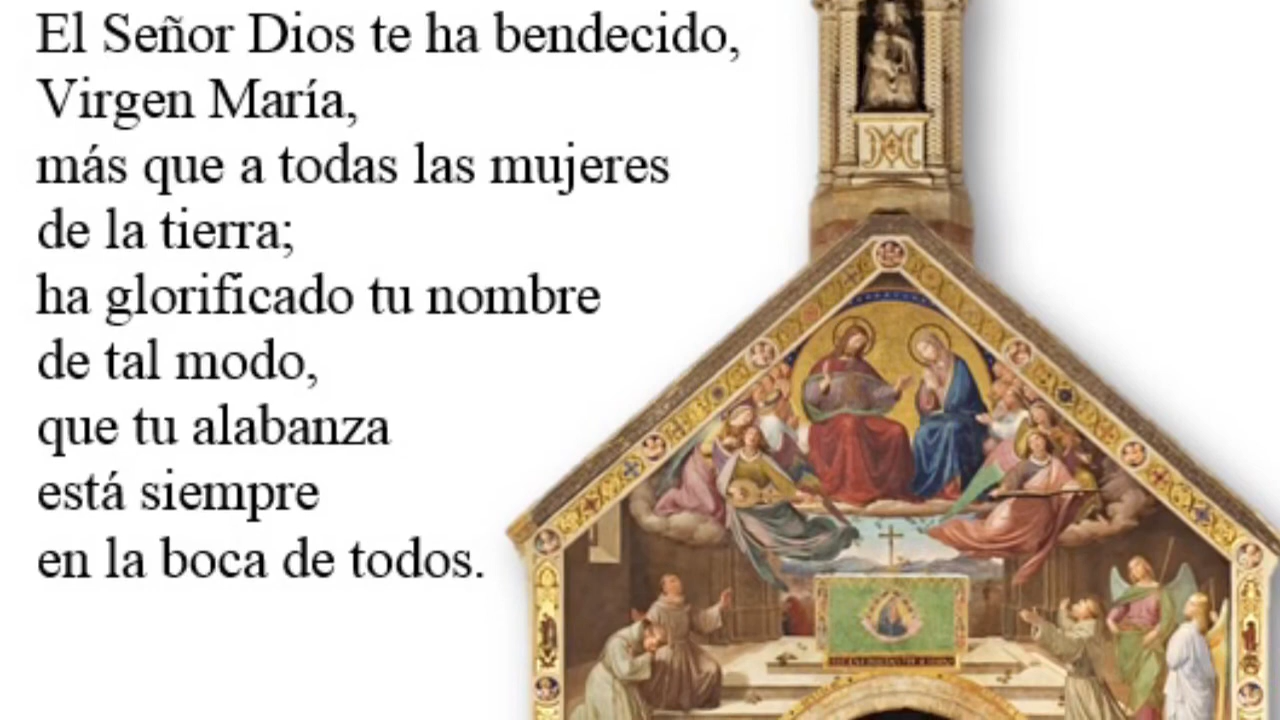 El Señor Dios te ha bendecido,
Virgen María,
más que a todas las mujeres
de la tierra;
ha glorificado tu nombre
de tal modo,
que tu alabanza
está siempre
en la boca de todos.